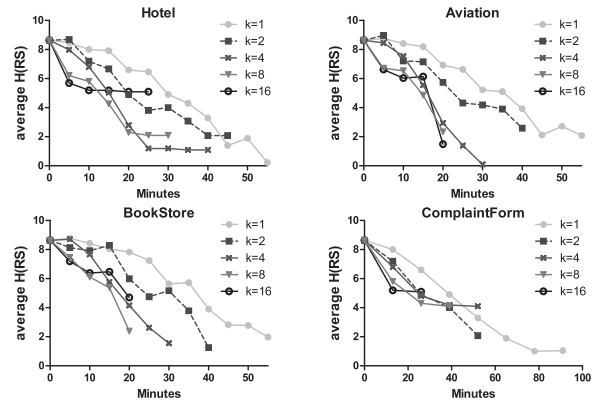 Hotel
average H(RS)
10
8
6
4
2
0
0 10 20 30 40 50
Minutes
k=1
k=2
k=4
k=8
k=16
Aviation
average H(RS)
10
8
6
4
2
0
0 10 20 30 40 50
Minutes
k=1
k=2
k=4
k=8
k=16
BookStore
average H(RS)
10
8
6
4
2
0
0 10 20 30 40 50
Minutes
k=1
k=2
k=4
k=8
k=16
ComplaintForm
average H(RS)
10
8
6
4
2
0
0 20 40 60 80 100
Minutes
k=1
k=2
k=4
k=8
k=16